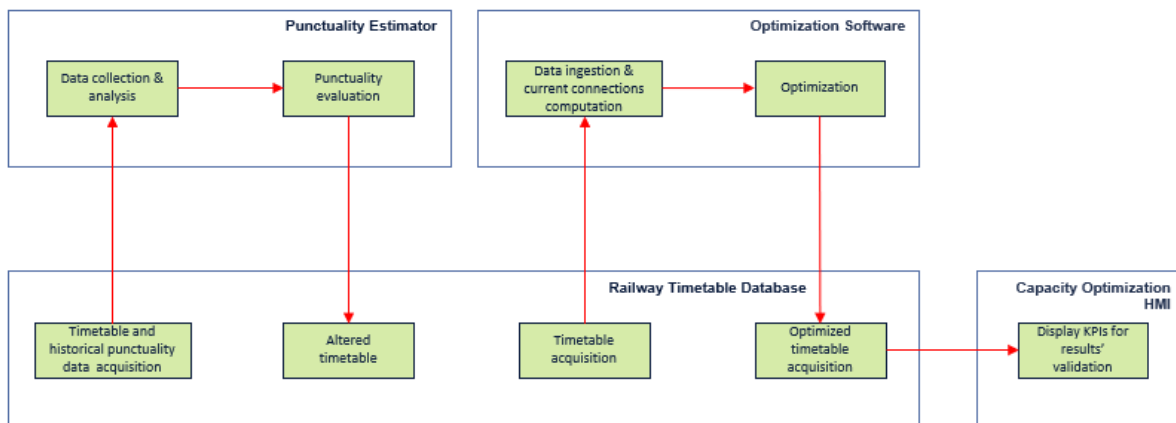 Punctuality Estimator
Data collection &
analysis
Punctuality
evaluation
Optimization Software
Data ingestion &
current connections
computation
Optimization
Railway Timetable Database
Timetable and
historical punctuality
data acquisition
Altered
timetable
Timetable
acquisition
Optimized
timetable
acquisition
Capacity Optimization
HMI
Display KPIs for
results'
validation